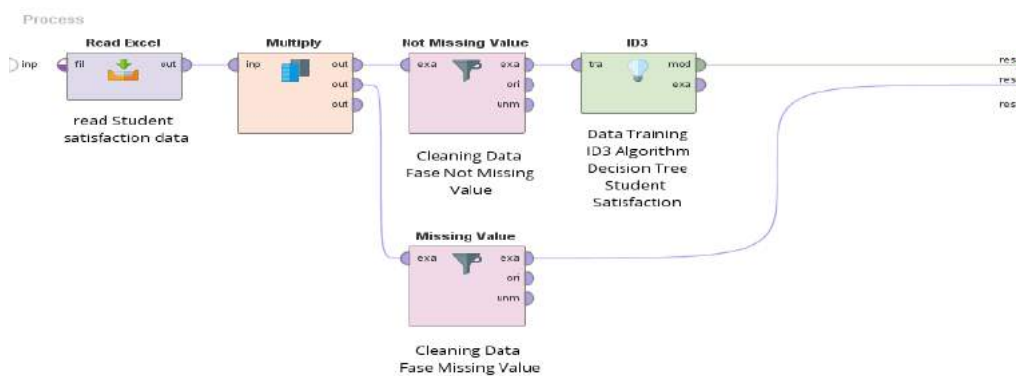 Process
Read Excel
inp
fil
out
read Student
satisfaction data
Multiply
inp
out
out
out
Not Missing Value
exa
exa
ori
unm
Cleaning Data
Fase Not Missing
Value
ID3
tra
mod
exa
Data Training
ID3 Algorithm
Decision Tree
Student
Satisfaction
res
res
res
Missing Value
exa
exa
ori
unm
Cleaning Data
Fase Missing Value